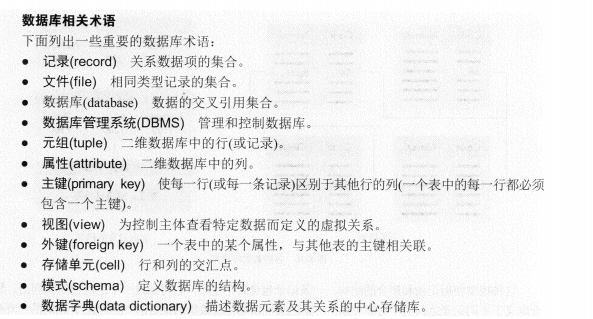 数据库相关术语
下面列出一些重要的数据库术语：
● 记录(record) 关系数据项的集合。
● 文件(file) 相同类型记录的集合。
● 数据库(database) 数据的交叉引用集合。
● 数据库管理系统(DBMS) 管理和控制数据库。
● 元组(tuple) 二维数据库中的行(或记录)。
● 属性(attribute) 二维数据库中的列。
● 主键(primary key) 使每一行(或每一条记录)区别于其他行的列(一个表中的每一行都必须
包含一个主键)。
● 视图(view) 为控制主体查看特定数据而定义的虚拟关系。
● 外键(foreign key) 一个表中的某个属性，与其他表的主键相关联。
● 存储单元(cell) 行和列的交汇点。
● 模式(schema) 定义数据库的结构。
● 数据字典(data dictionary) 描述数据元素及其关系的中心存储库。